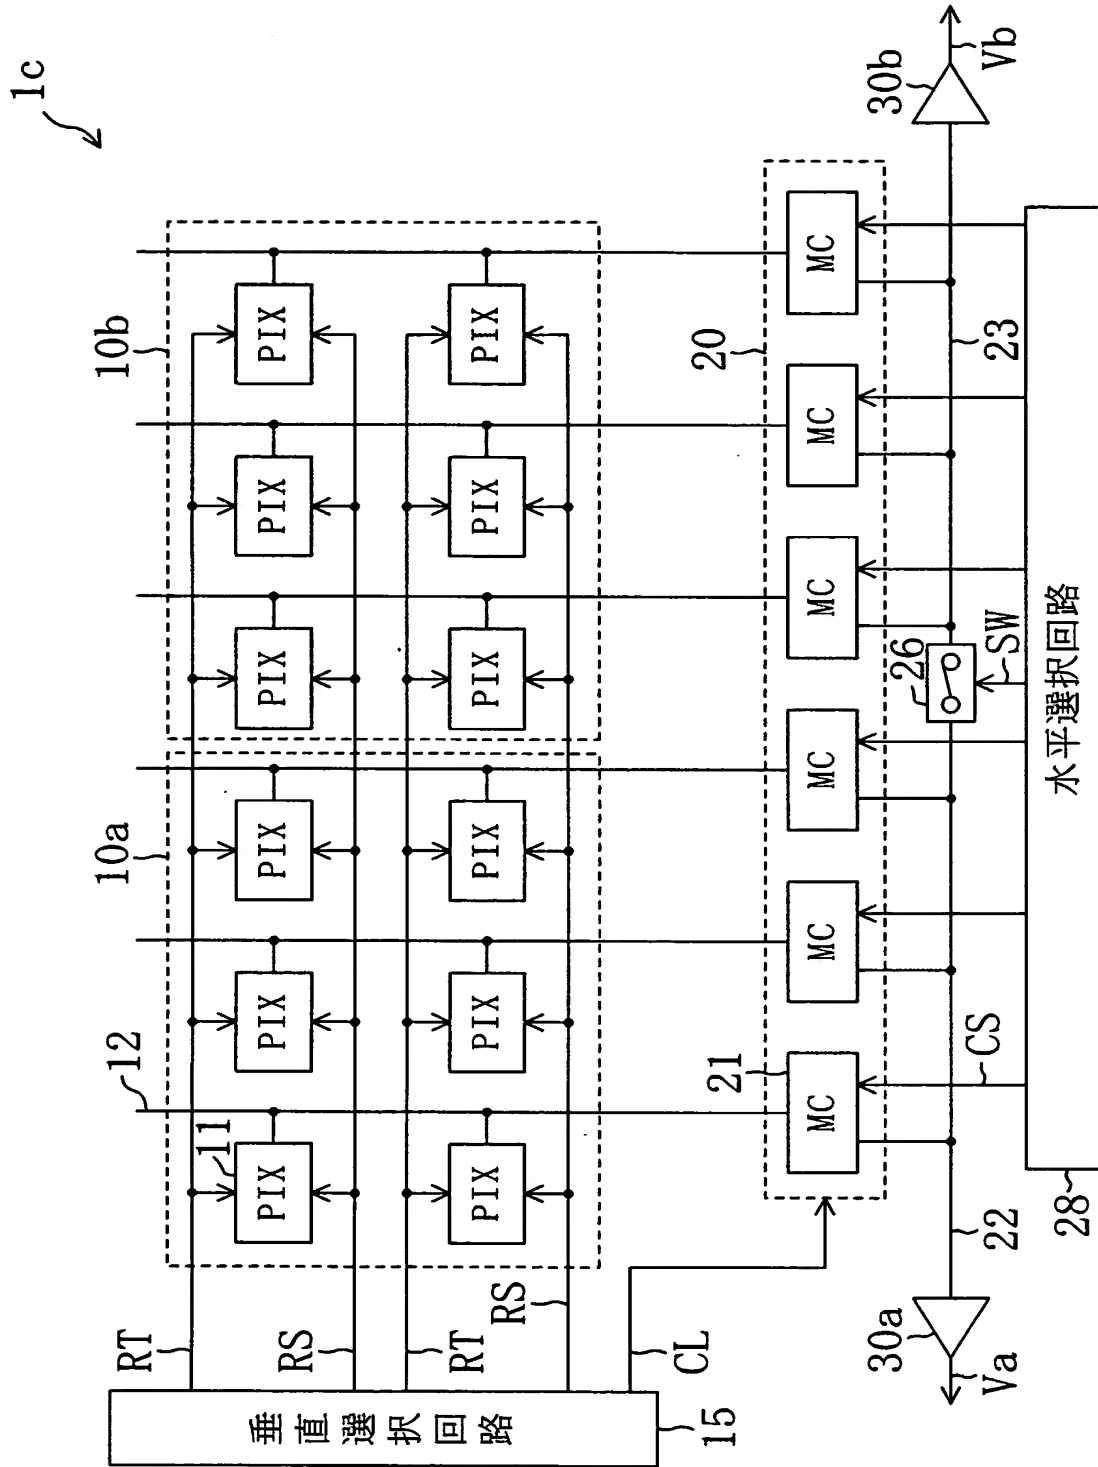 1c
10a
10b
12
11
PIX PIX PIX PIX PIX PIX
RT
RS
PIX PIX PIX PIX PIX PIX
RT
RS
垂直選択回路
15
CL
20
21
MC MC MC MC MC MC
30a
Va
22
CS
26
SW
23
30b
Vb
28
水平選択回路